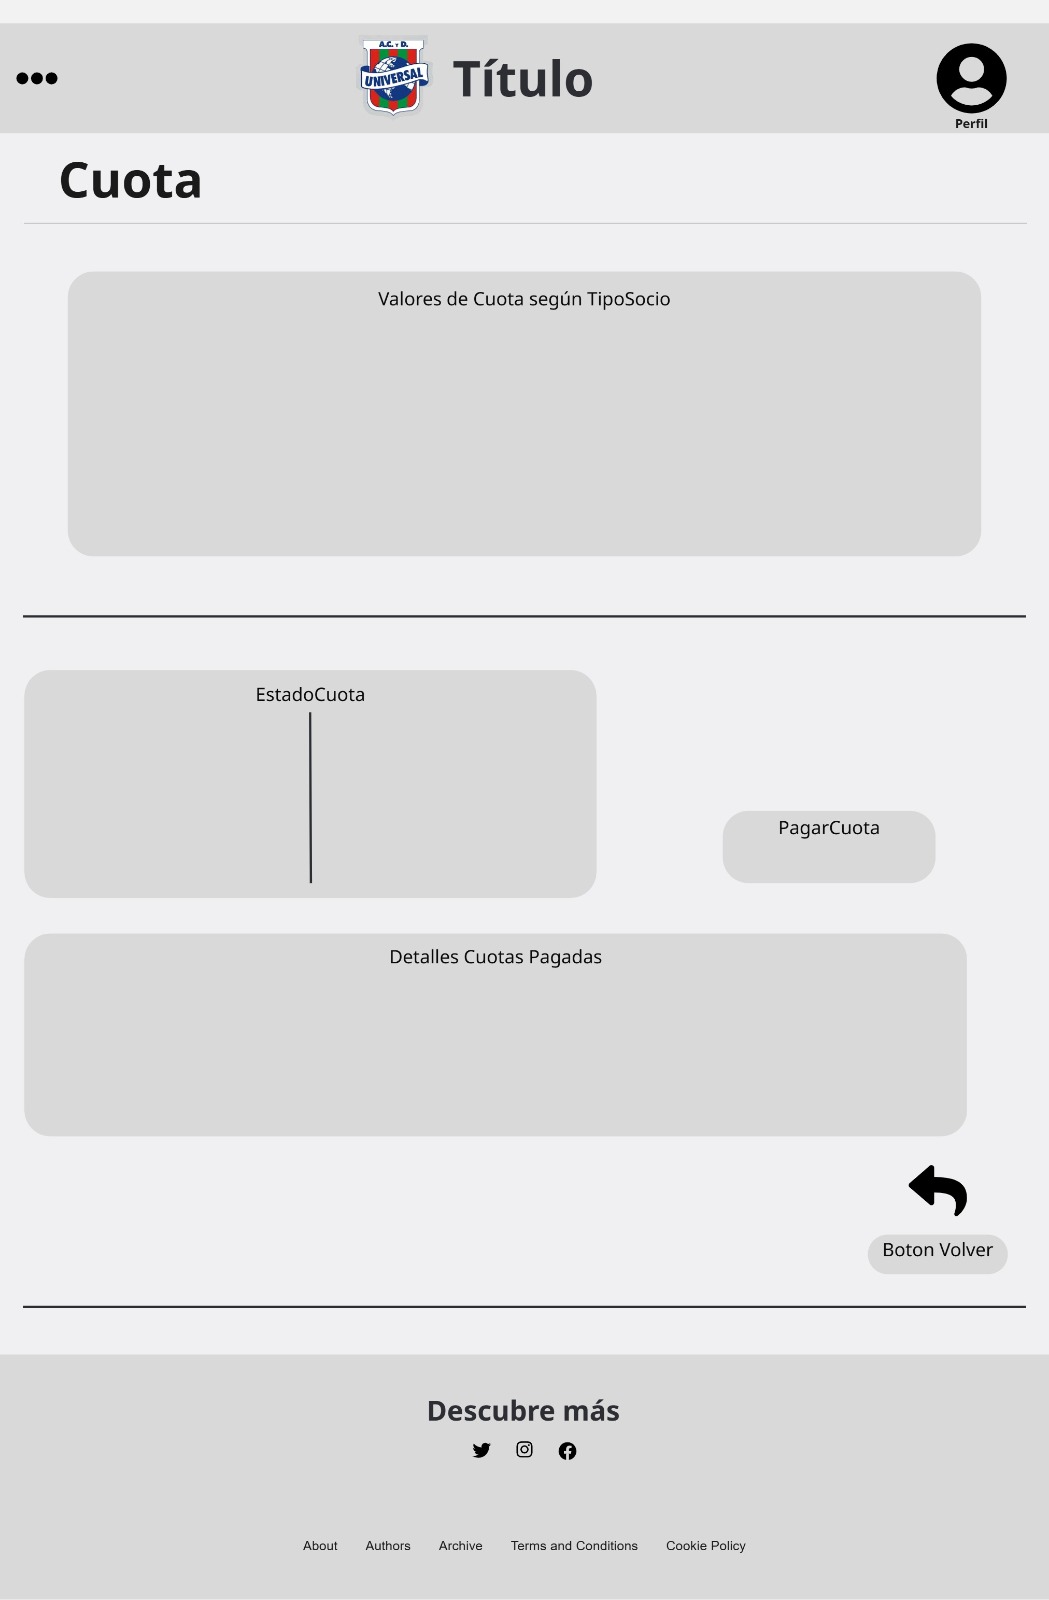 A.C. y D.
UNIVERSAL
Título
Perfil
Cuota
Valores de Cuota según TipoSocio
EstadoCuota
PagarCuota
Detalles Cuotas Pagadas
Boton Volver
Descubre más
About Authors Archive Terms and Conditions Cookie Policy